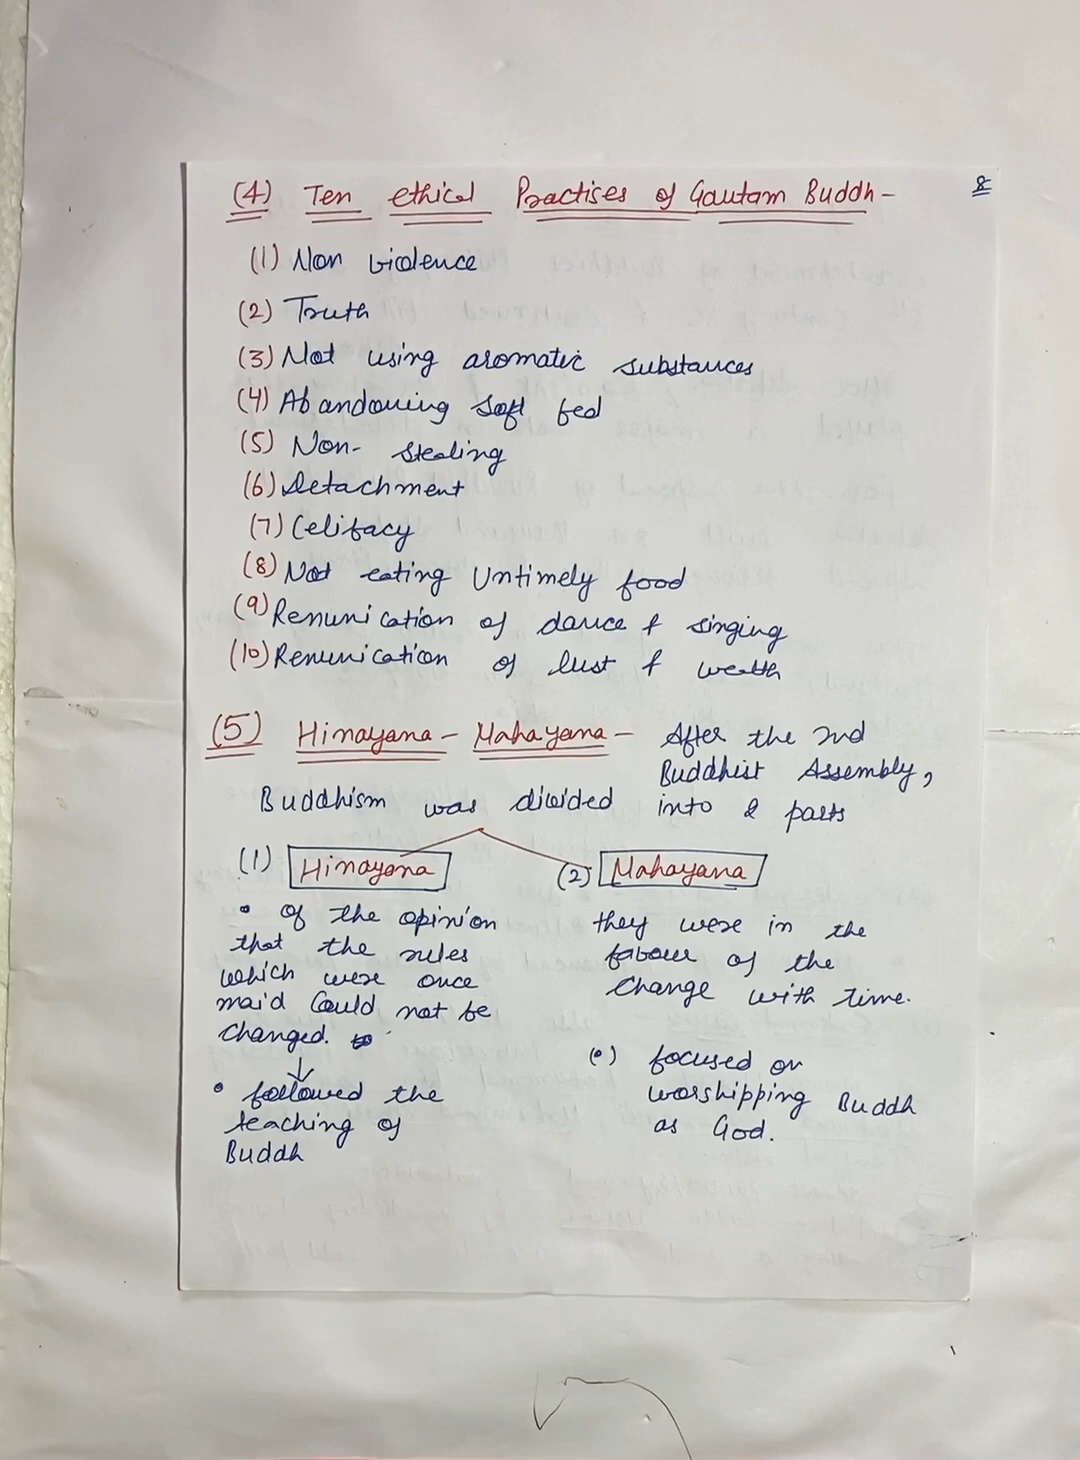 (4) Ten ethical Practises of Gautam Buddh-
8
(1) Non violence
(2) Truth
(3) Not using aromatic substances
(4) Abandouing soft bed
(5) Non- stealing
(6) Detachment
(7) Celibacy
(8) Not eating Untimely food
(9) Renunication of dance & singing
(10) Renunication of lust & wealth
(5) Hinayana - Mahayana - After the 2nd
Buddhist Assembly,
Buddhism was divided into 2 parts
(1) Hinayana (2) Mahayana
• of the opinion
that the rules
which were once
maid Could not be
changed.
• followed the
teaching of
Buddh
they were in the
favour of the
Change with time.
(•) focused on
worshipping Buddh
as God.